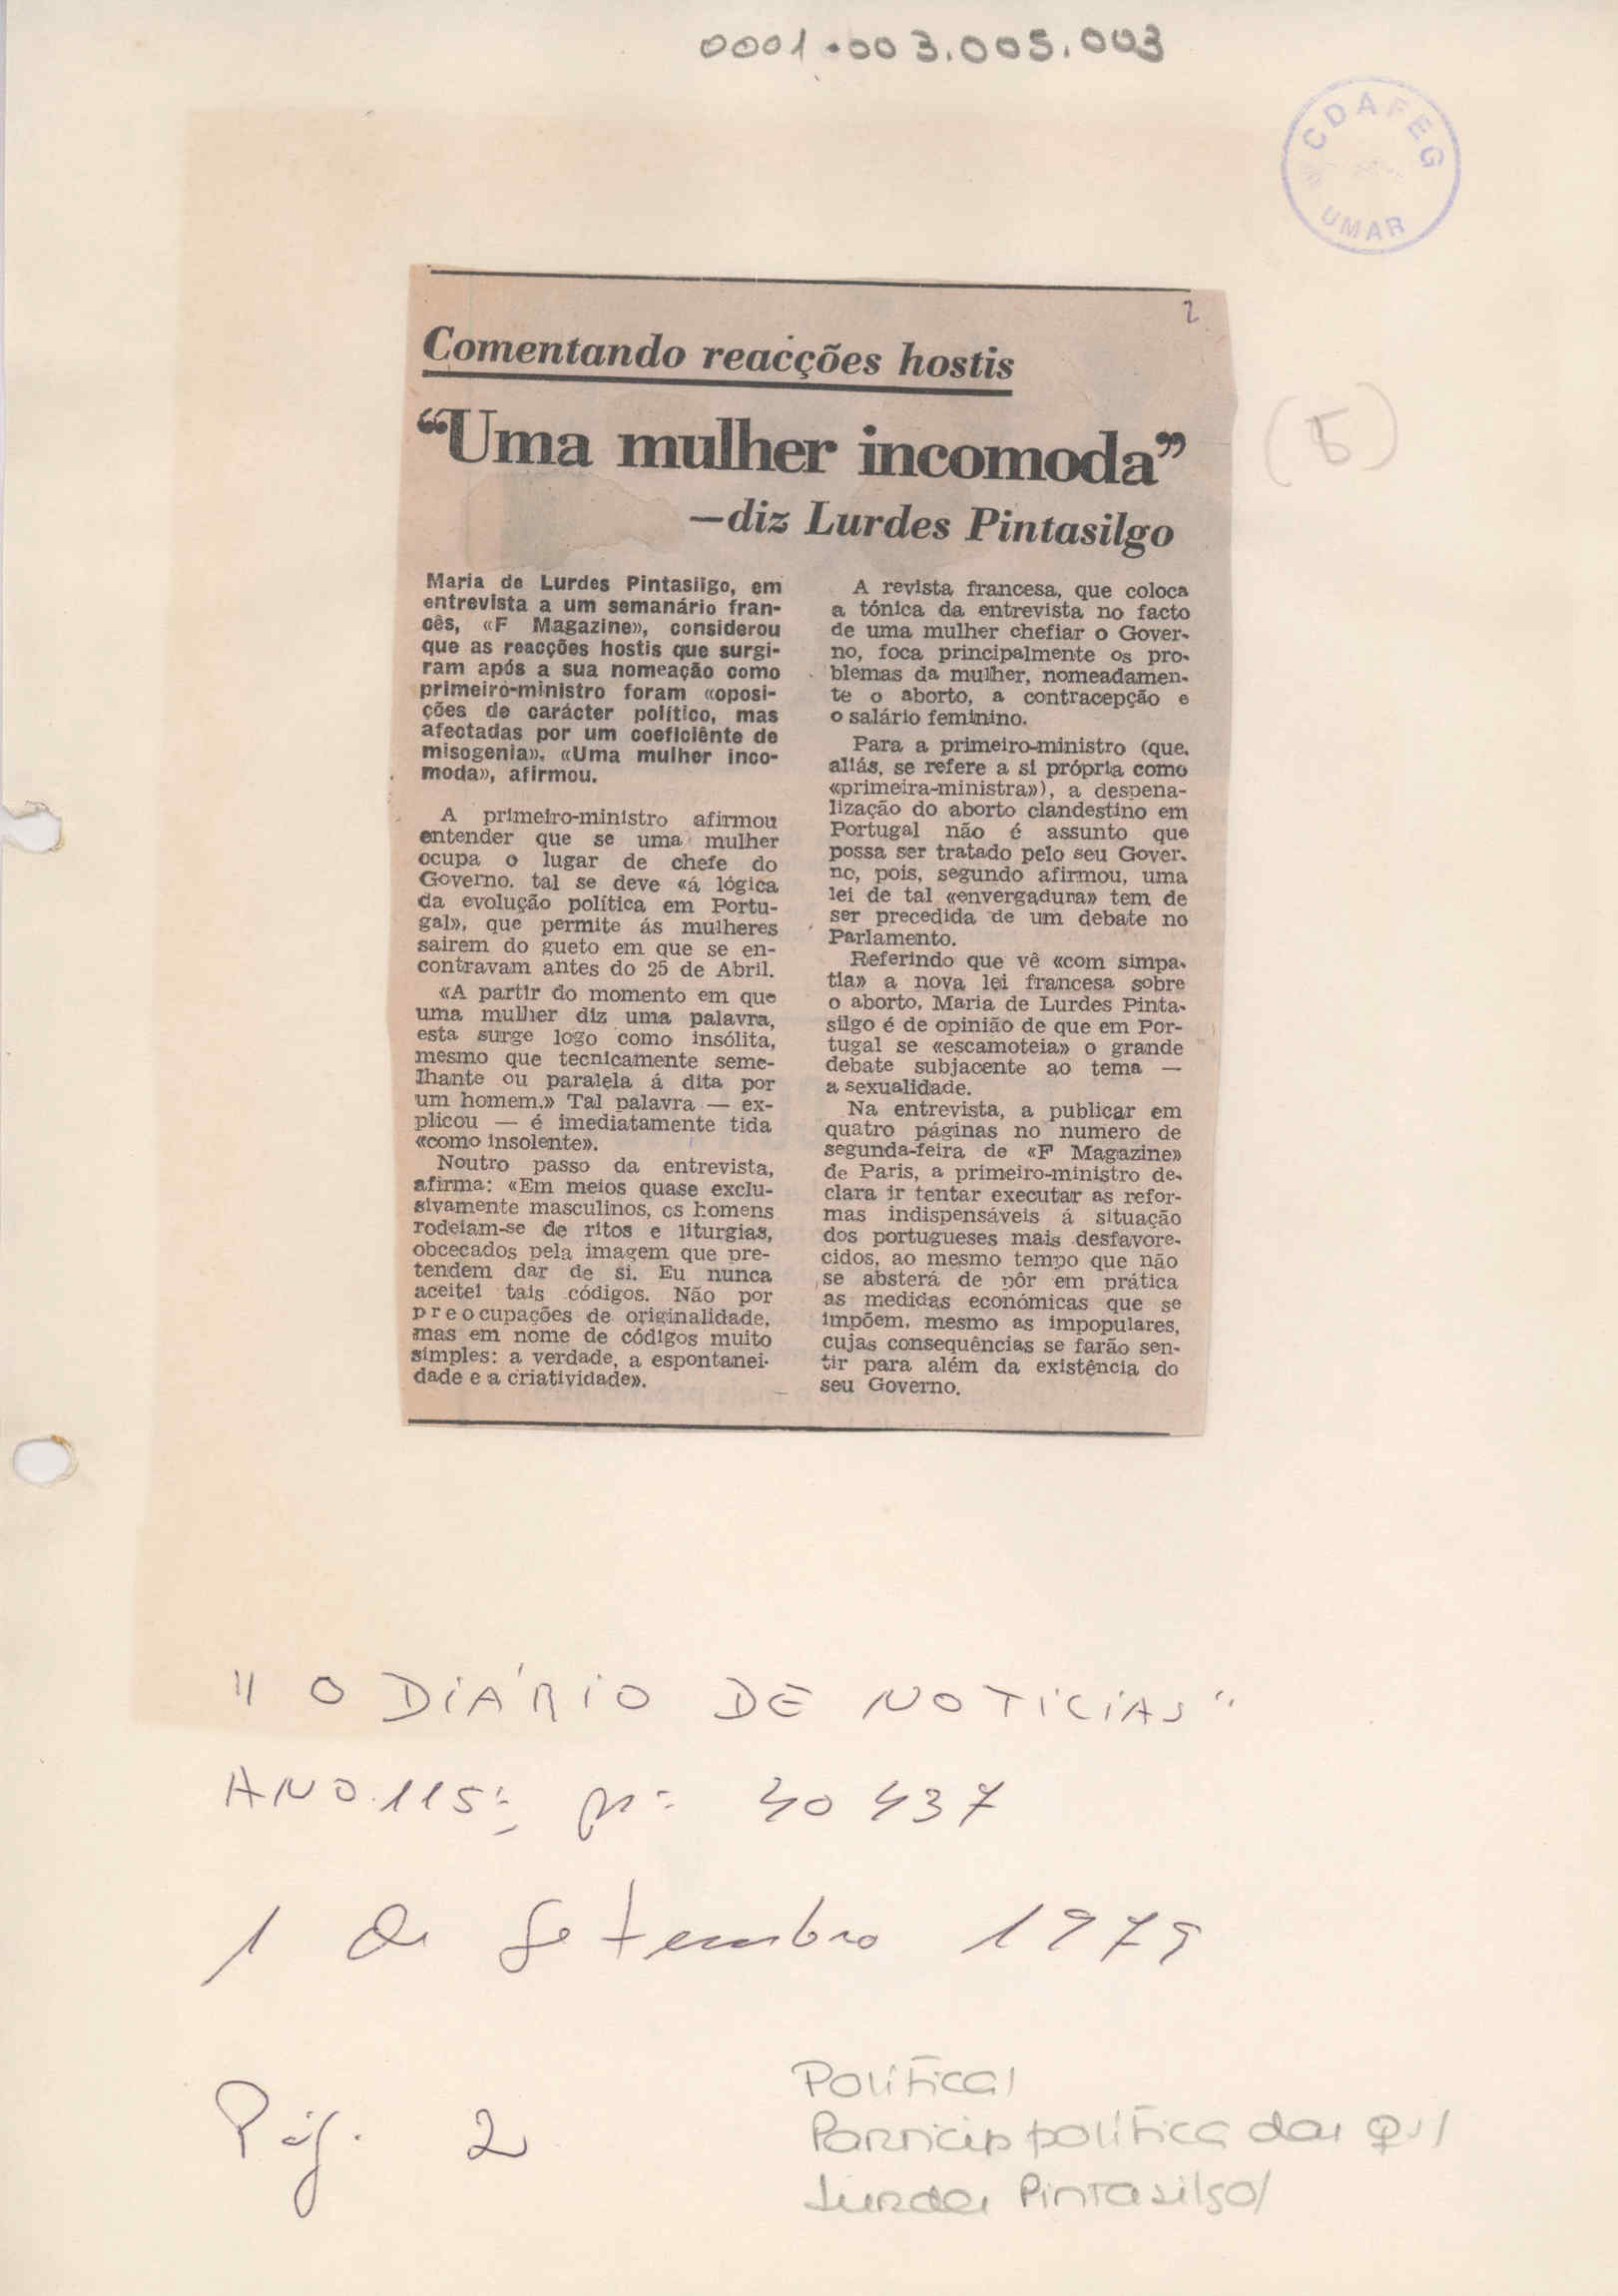 0001.003.005.003
CDAFEG
UMAR
2
Comentando reacções hostis
(5)
“Uma mulher incomoda”
—diz Lurdes Pintasilgo
Maria de Lurdes Pintasilgo, em
entrevista a um semanário fran-
cês, «F Magazine», considerou
que as reacções hostis que surgi-
ram após a sua nomeação como
primeiro-ministro foram «oposi-
ções de carácter político, mas
afectadas por um coeficiênte de
misogenia». «Uma mulher inco-
moda», afirmou.
A primeiro-ministro afirmou
entender que se uma mulher
ocupa o lugar de chefe do
Governo. tal se deve «á lógica
da evolução política em Portu-
gal», que permite ás mulheres
sairem do gueto em que se en-
contravam antes do 25 de Abril.
«A partir do momento em que
uma mulher diz uma palavra,
esta surge logo como insólita,
mesmo que tecnicamente seme-
lhante ou paralela á dita por
um homem.» Tal palavra — ex-
plicou — é imediatamente tida
«como insolente».
Noutro passo da entrevista,
afirma: «Em meios quase exclu-
sivamente masculinos, os homens
rodeiam-se de ritos e liturgias,
obcecados pela imagem que pre-
tendem dar de si. Eu nunca
aceitei tais códigos. Não por
preocupações de originalidade,
mas em nome de códigos muito
simples: a verdade, a espontanei-
dade e a criatividade».
A revista francesa, que coloca
a tónica da entrevista no facto
de uma mulher chefiar o Gover-
no, foca principalmente os pro-
blemas da mulher, nomeadamen-
te o aborto, a contracepção e
o salário feminino.
Para a primeiro-ministro (que,
aliás, se refere a si própria como
«primeira-ministra»), a despena-
lização do aborto clandestino em
Portugal não é assunto que
possa ser tratado pelo seu Gover-
no, pois, segundo afirmou, uma
lei de tal «envergadura» tem de
ser precedida de um debate no
Parlamento.
Referindo que vê «com simpa-
tia» a nova lei francesa sobre
o aborto, Maria de Lurdes Pinta-
silgo é de opinião de que em Por-
tugal se «escamoteia» o grande
debate subjacente ao tema —
a sexualidade.
Na entrevista, a publicar em
quatro páginas no numero de
segunda-feira de «F Magazine»
de Paris, a primeiro-ministro de-
clara ir tentar executar as refor-
mas indispensáveis á situação
dos portugueses mais desfavore-
cidos, ao mesmo tempo que não
se absterá de pôr em prática
as medidas económicas que se
impõem, mesmo as impopulares,
cujas consequências se farão sen-
tir para além da existência do
seu Governo.
"O DIÁRIO DE NOTICIAS"
ANO 115º nº 40 437
1 de Setembro 1979
Pág. 2
Política/
Particip política das ♀s/
Lurdes Pintasilgo/